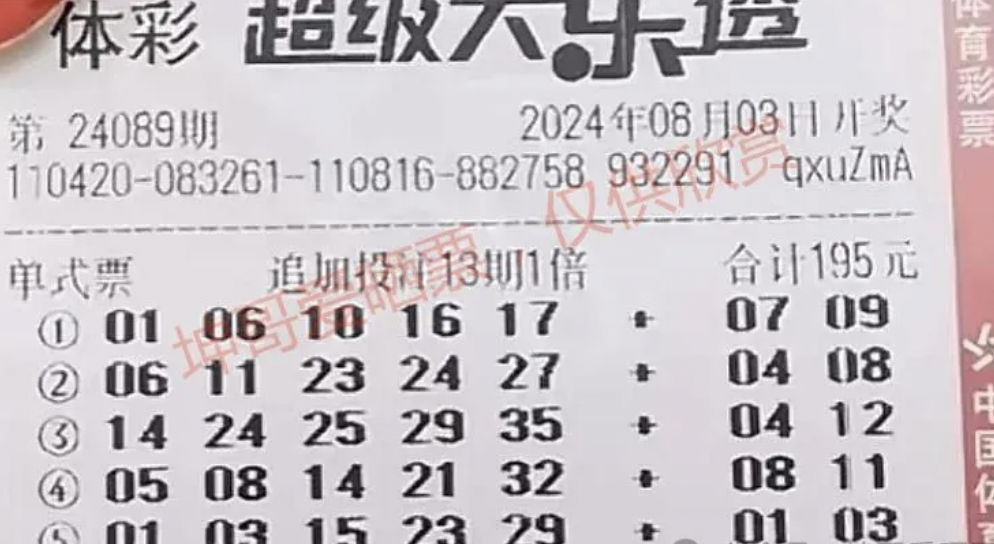 体彩 超级大乐透
第 24089期 2024年08月03日开奖
110420-083261-110816-882758 932291 qxuZmA
单式票 追加投注13期1倍 合计195元
① 01 06 10 16 17 + 07 09
② 06 11 23 24 27 + 04 08
③ 14 24 25 29 35 + 04 12
④ 05 08 14 21 32 + 08 11
⑤ 01 03 15 23 29 + 01 03
坤哥爱晒票 仅供欣赏
体育彩票
中国体育